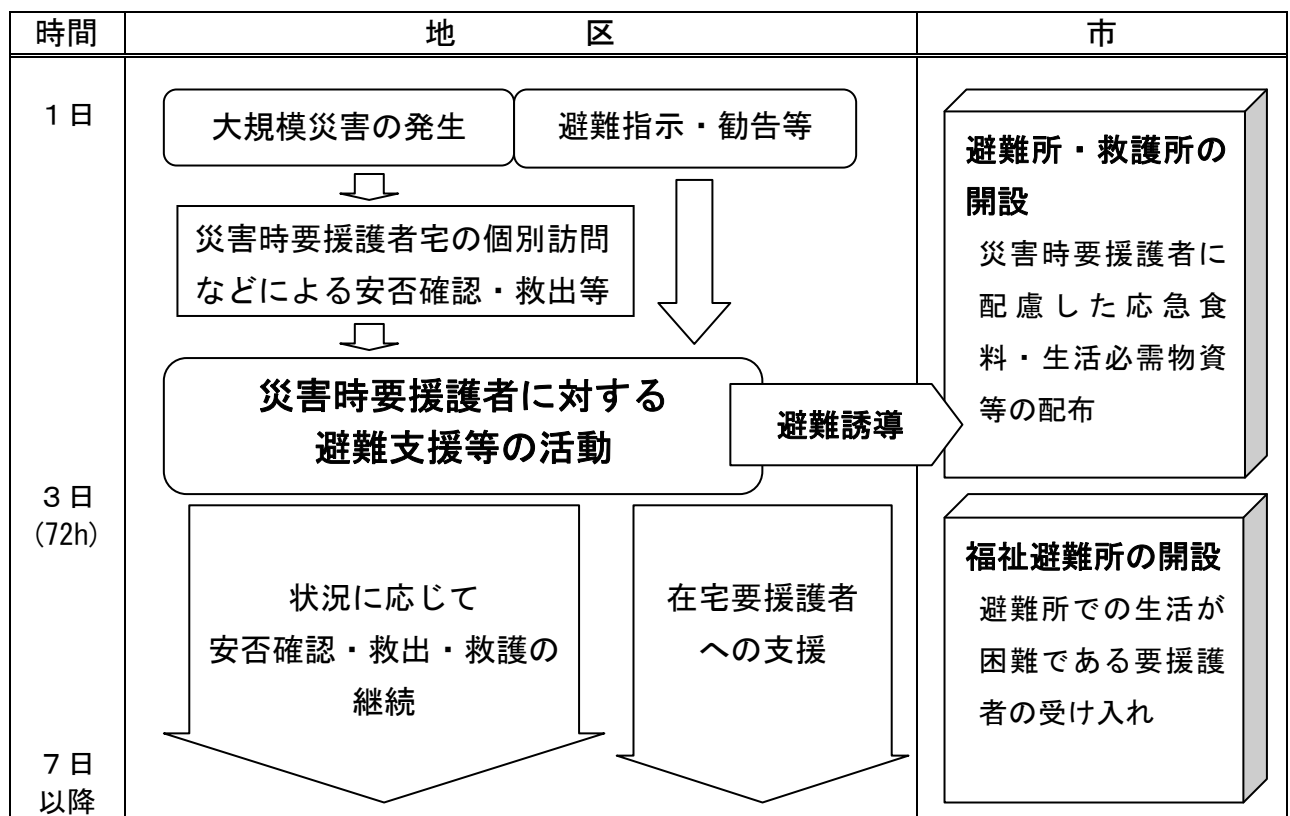 時間
地 区
市
1日
大規模災害の発生
避難指示・勧告等
災害時要援護者宅の個別訪問
などによる安否確認・救出等
災害時要援護者に対する
避難支援等の活動
避難誘導
避難所・救護所の
開設
災害時要援護者に
配慮した応急食
料・生活必需物資
等の配布
3日
(72h)
状況に応じて
安否確認・救出・救護の
継続
在宅要援護者
への支援
福祉避難所の開設
避難所での生活が
困難である要援護
者の受け入れ
7日
以降